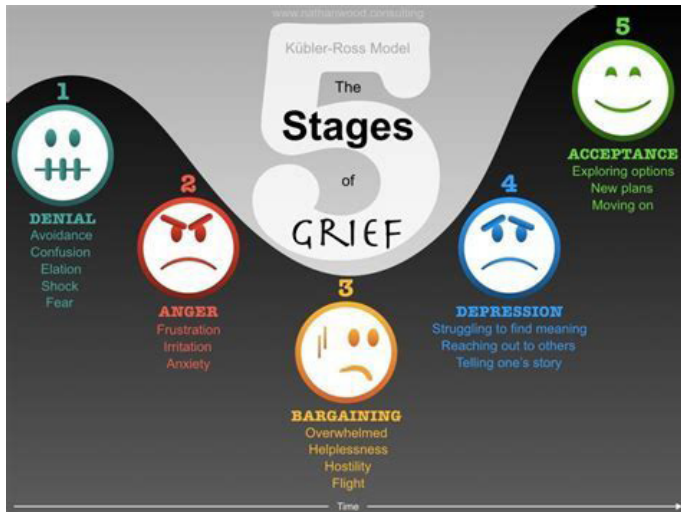 www.nathanwood.consulting
Kübler-Ross Model
5
The
Stages
of
GRIEF
1
DENIAL
Avoidance
Confusion
Elation
Shock
Fear
2
ANGER
Frustration
Irritation
Anxiety
3
BARGAINING
Overwhelmed
Helplessness
Hostility
Flight
4
DEPRESSION
Struggling to find meaning
Reaching out to others
Telling one's story
5
ACCEPTANCE
Exploring options
New plans
Moving on
Time